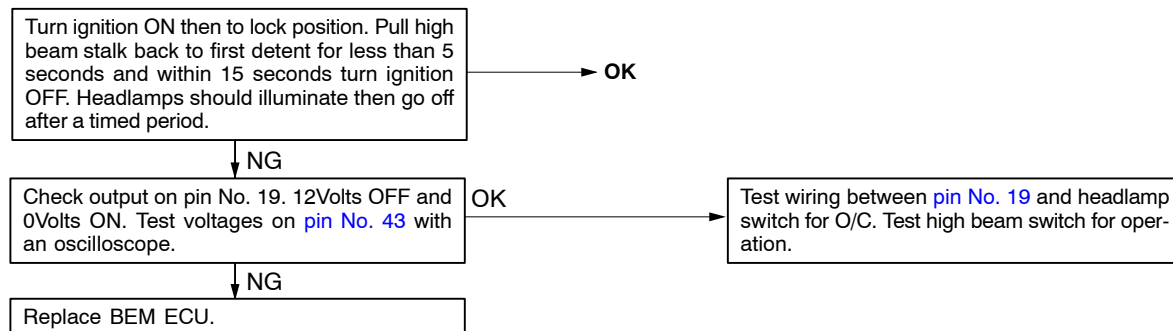 Turn ignition ON then to lock position. Pull high
beam stalk back to first detent for less than 5
seconds and within 15 seconds turn ignition
OFF. Headlamps should illuminate then go off
after a timed period.
OK
NG
Check output on pin No. 19. 12Volts OFF and
0Volts ON. Test voltages on pin No. 43 with
an oscilloscope.
OK
Test wiring between pin No. 19 and headlamp
switch for O/C. Test high beam switch for oper-
ation.
NG
Replace BEM ECU.